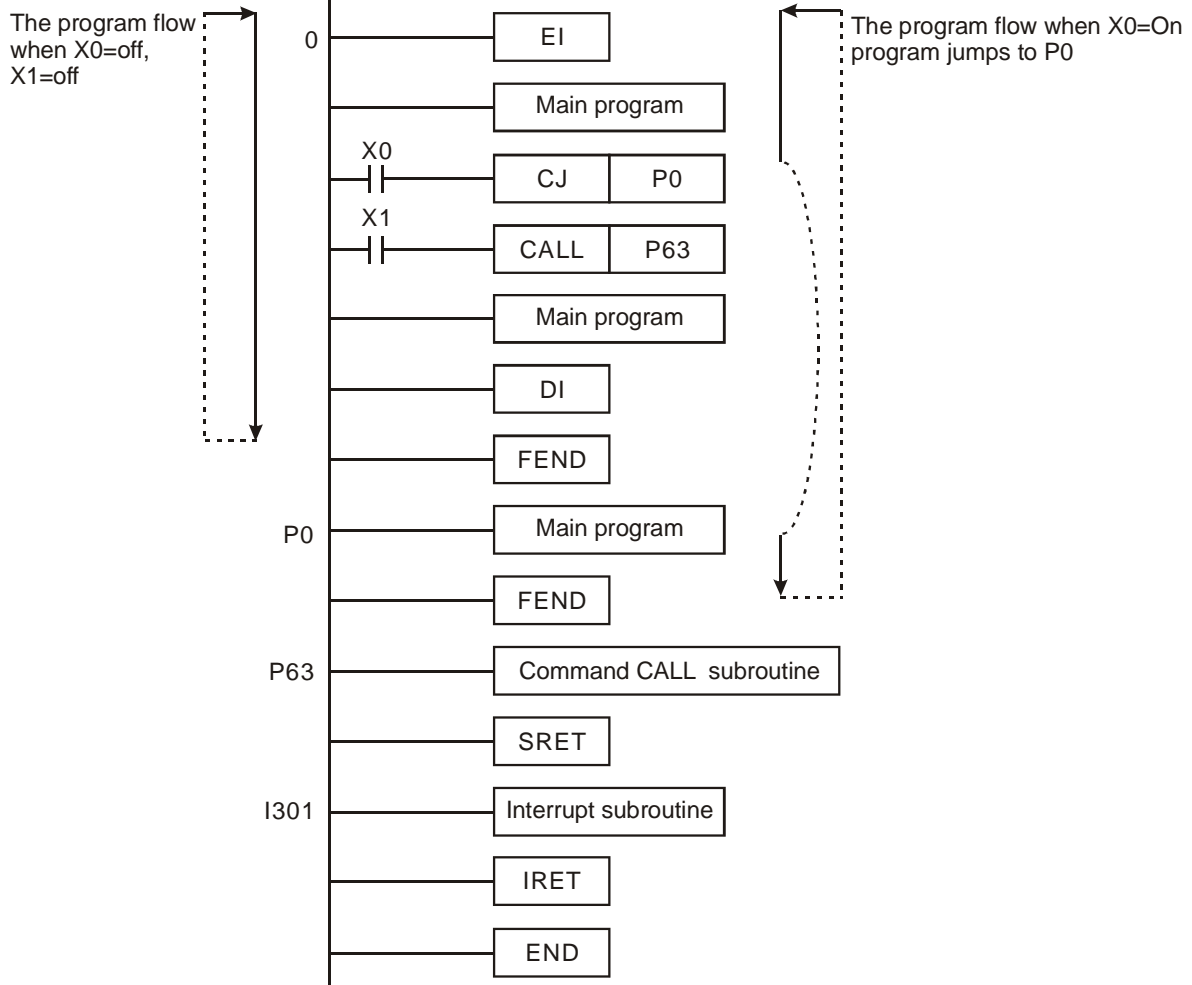 The program flow
when X0=off,
X1=off
The program flow when X0=On
program jumps to P0
0 EI
Main program
X0
CJ P0
X1
CALL P63
Main program
DI
FEND
P0 Main program
FEND
P63 Command CALL subroutine
SRET
I301 Interrupt subroutine
IRET
END